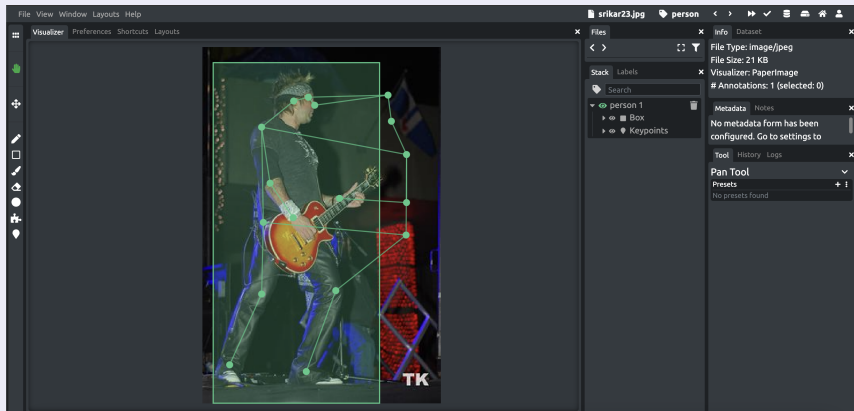 File View Window Layouts Help
srikar23.jpg person
Visualizer Preferences Shortcuts Layouts
Files
Stack Labels
Search
person 1
Box
Keypoints
Info Dataset
File Type: image/jpeg
File Size: 21 KB
Visualizer: PaperImage
# Annotations: 1 (selected: 0)
Metadata Notes
No metadata form has been
configured. Go to settings to
Tool History Logs
Pan Tool
Presets
No presets found
TK